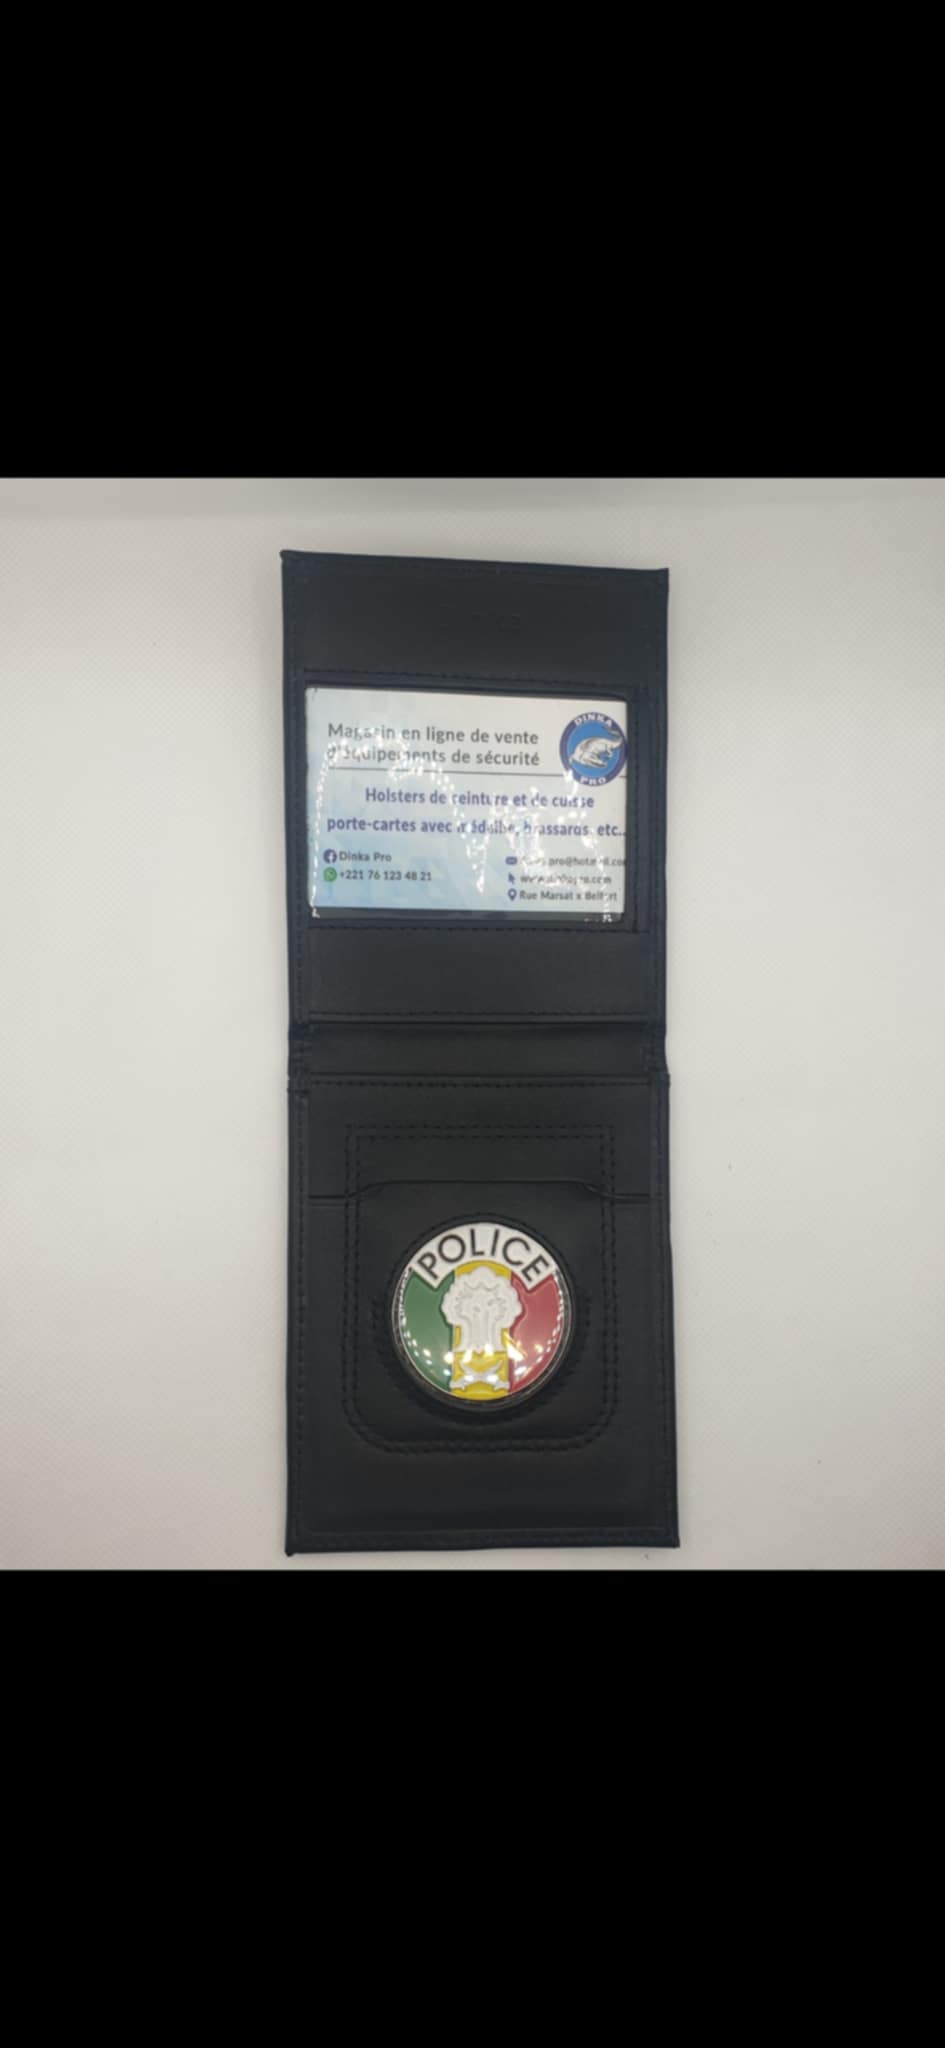 Magasin en ligne de vente
d'équipements de sécurité
DINKA
PRO
Holsters de ceinture et de cuisse
porte-cartes avec médaille, brassards, etc..
Dinka Pro
+221 76 123 48 21
Rue Marsat x Belfort
POLICE